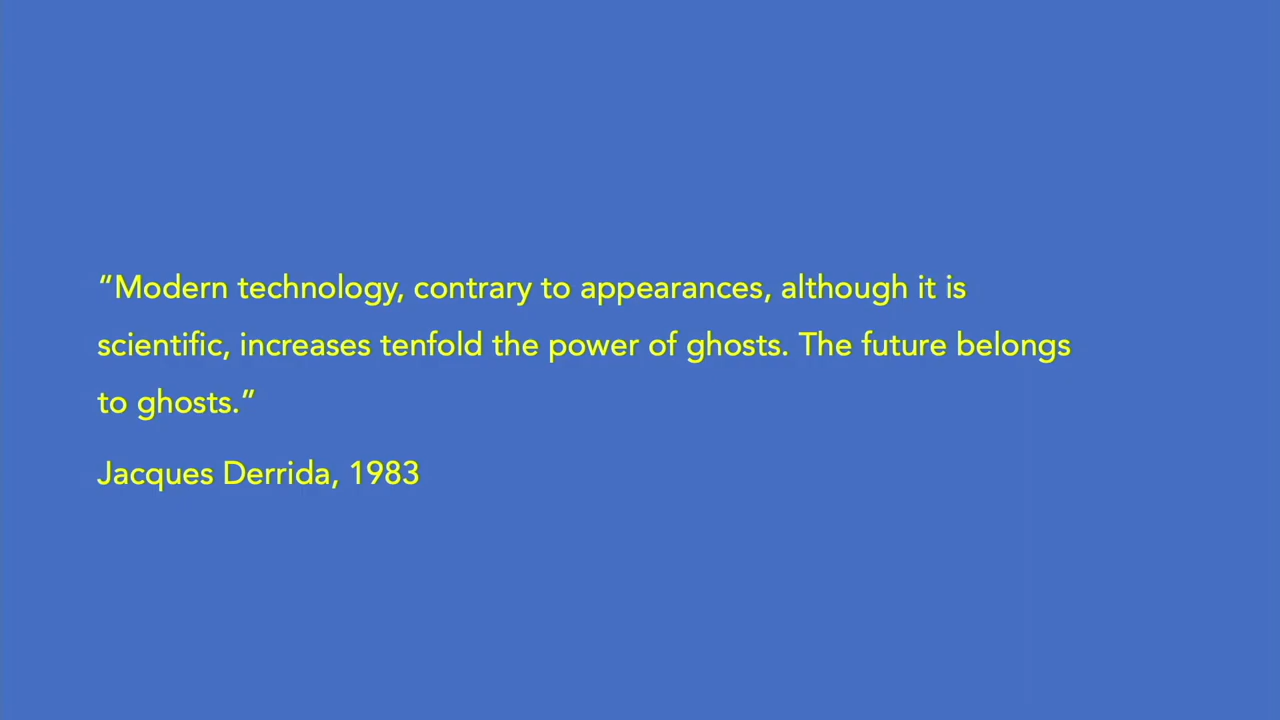 “Modern technology, contrary to appearances, although it is
scientific, increases tenfold the power of ghosts. The future belongs
to ghosts.”
Jacques Derrida, 1983